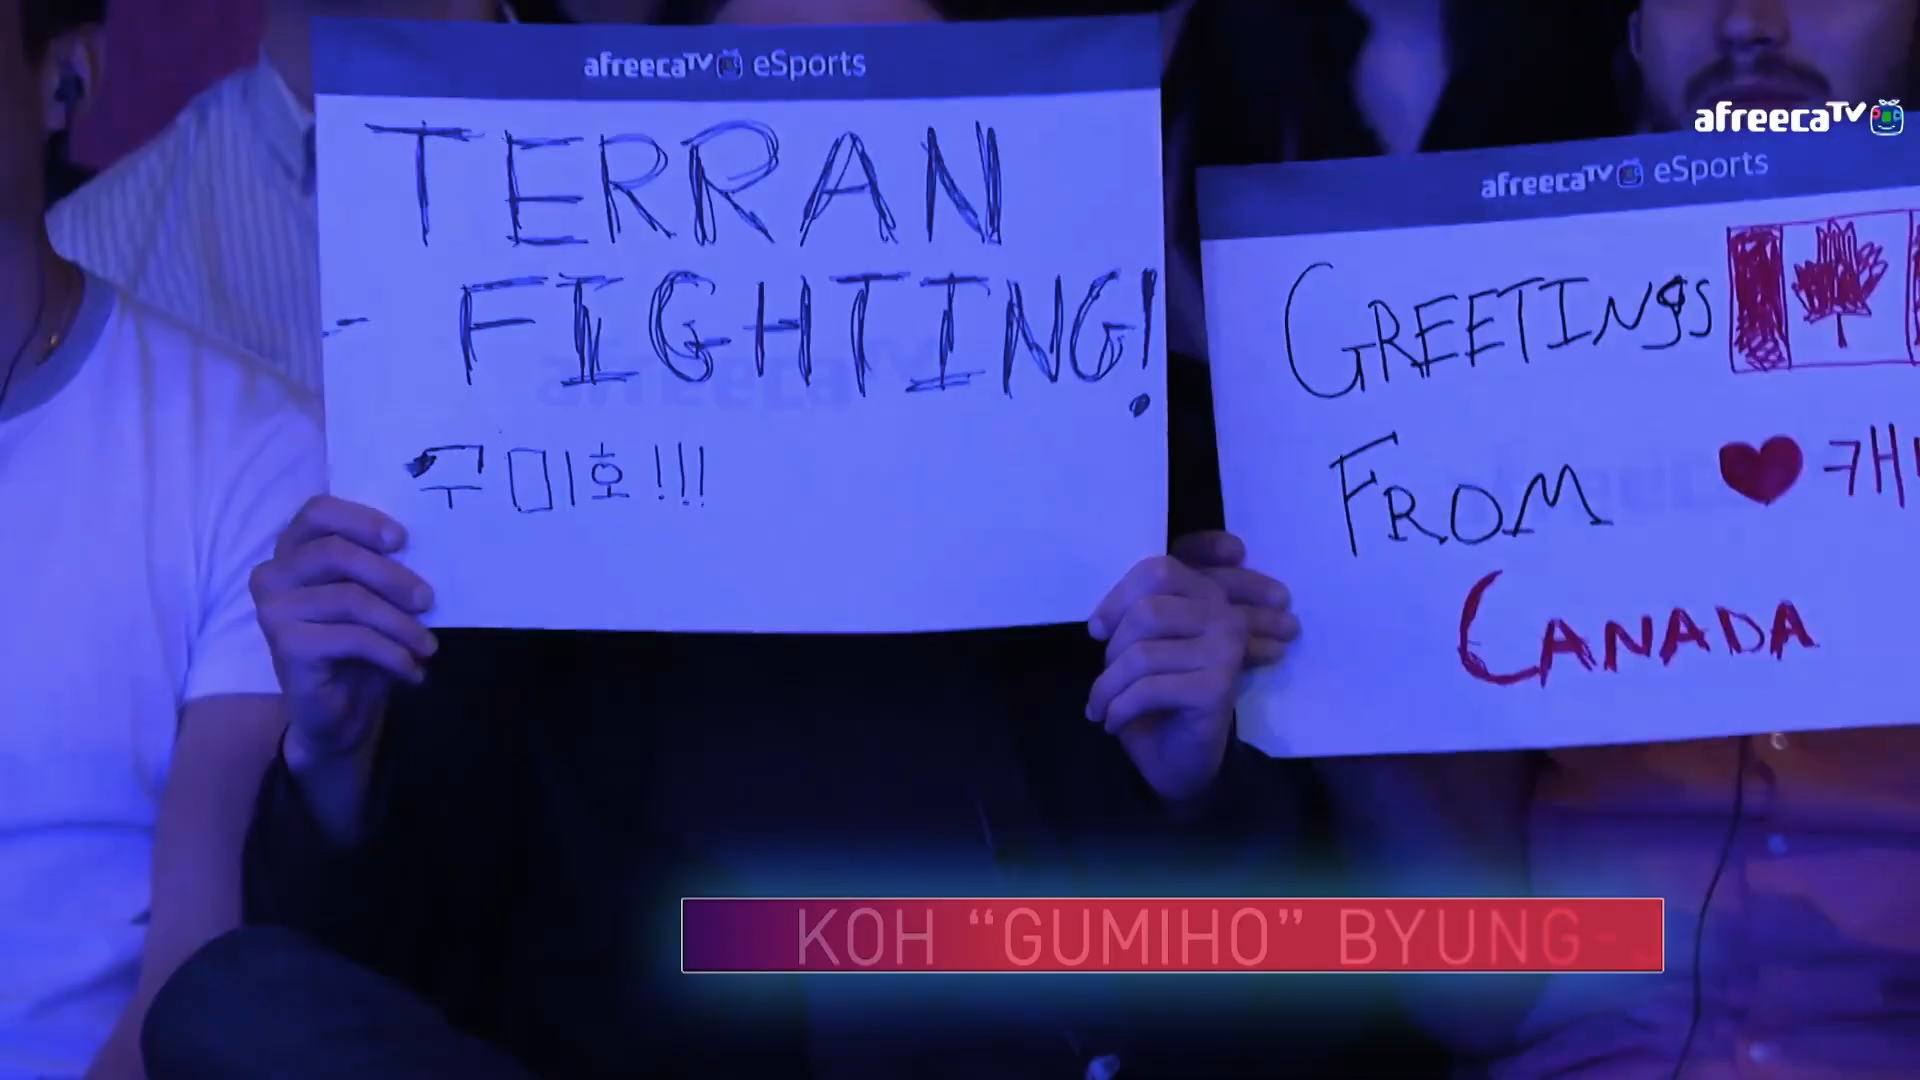 afreecaTV eSports
TERRAN
FIGHTING!
구미호!!!
afreecaTV
afreecaTV eSports
GREETINGS
FROM
CANADA
KOH “GUMIHO” BYUNG-